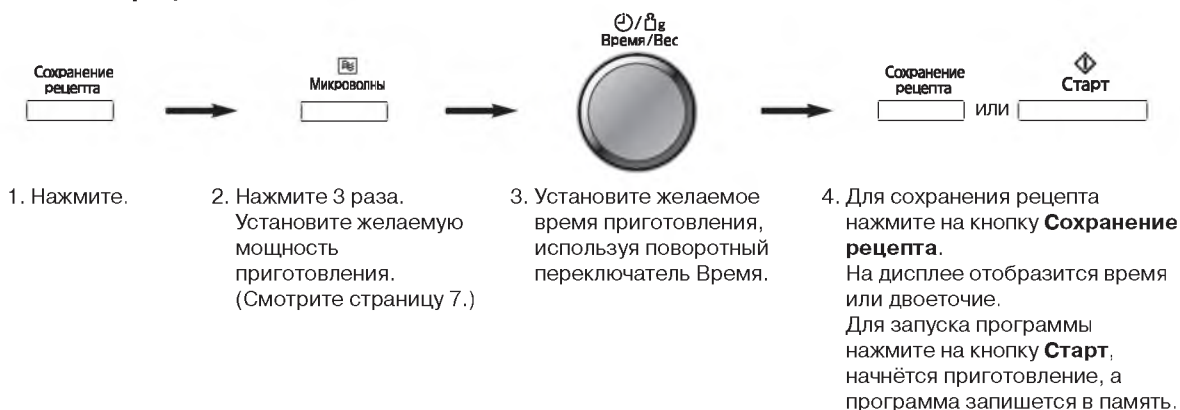 g
Время/Вес
Сохранение
рецепта
Микроволны
Сохранение
рецепта
или
Старт
1. Нажмите.
2. Нажмите 3 раза.
Установите желаемую
мощность
приготовления.
(Смотрите страницу 7.)
3. Установите желаемое
время приготовления,
используя поворотный
переключатель Время.
4. Для сохранения рецепта
нажмите на кнопку Сохранение
рецепта.
На дисплее отобразится время
или двоеточие.
Для запуска программы
нажмите на кнопку Старт,
начнётся приготовление, а
программа запишется в память.